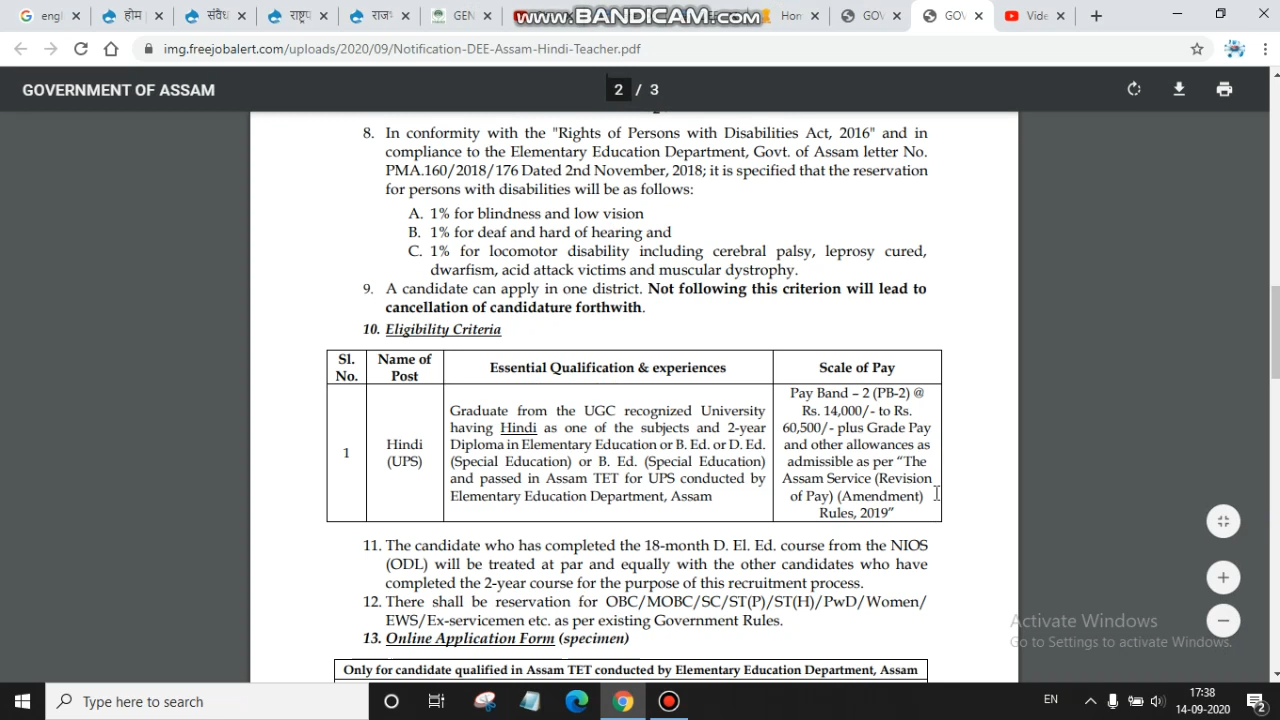 engl
होम
संवैध
राष्ट्र
राजभ
GEN
www.BANDICAM.com
Hom
GOV
GOV
Vide
img.freejobalert.com/uploads/2020/09/Notification-DEE-Assam-Hindi-Teacher.pdf
GOVERNMENT OF ASSAM
2 / 3
8. In conformity with the "Rights of Persons with Disabilities Act, 2016" and in
compliance to the Elementary Education Department, Govt. of Assam letter No.
PMA.160/2018/176 Dated 2nd November, 2018; it is specified that the reservation
for persons with disabilities will be as follows:
A. 1% for blindness and low vision
B. 1% for deaf and hard of hearing and
C. 1% for locomotor disability including cerebral palsy, leprosy cured,
dwarfism, acid attack victims and muscular dystrophy.
9. A candidate can apply in one district. Not following this criterion will lead to
cancellation of candidature forthwith.
10. Eligibility Criteria
Sl. No.
Name of Post
Essential Qualification & experiences
Scale of Pay
1
Hindi
(UPS)
Graduate from the UGC recognized University
having Hindi as one of the subjects and 2-year
Diploma in Elementary Education or B. Ed. or D. Ed.
(Special Education) or B. Ed. (Special Education)
and passed in Assam TET for UPS conducted by
Elementary Education Department, Assam
Pay Band – 2 (PB-2) @
Rs. 14,000/- to Rs.
60,500/- plus Grade Pay
and other allowances as
admissible as per “The
Assam Service (Revision
of Pay) (Amendment)
Rules, 2019”
11. The candidate who has completed the 18-month D. El. Ed. course from the NIOS
(ODL) will be treated at par and equally with the other candidates who have
completed the 2-year course for the purpose of this recruitment process.
12. There shall be reservation for OBC/MOBC/SC/ST(P)/ST(H)/PwD/Women/
EWS/Ex-servicemen etc. as per existing Government Rules.
13. Online Application Form (specimen)
Only for candidate qualified in Assam TET conducted by Elementary Education Department, Assam
Activate Windows
Go to Settings to activate Windows.
Type here to search
EN
17:38
14-09-2020
2